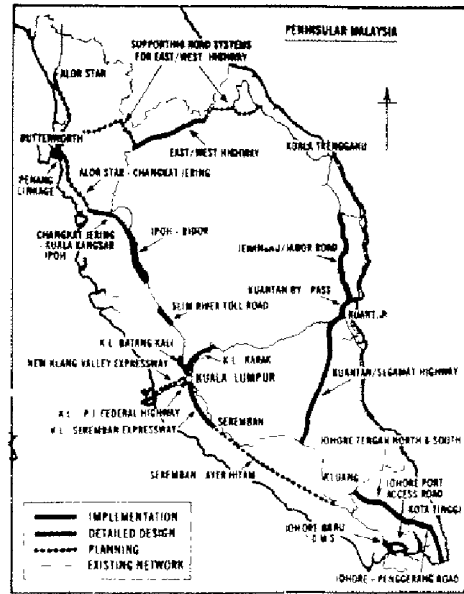 PENINSULAR MALAYSIA
SUPPORTING ROAD SYSTEMS
FOR EAST/WEST HIGHWAY
ALOR STAR
BUTTERWORTH
EAST/WEST HIGHWAY
KUALA TRENGGANU
PENANG
LINKAGE
ALOR STAR - CHANGKAT JERING
CHANGKAT JERING
- KUALA KANGSAR
IPOH
IPOH - BIDOR
JERANGAU/JABOR ROAD
KUANTAN BY PASS
KUANTAN
SLIM RIVER TOLL ROAD
K.L. BATANG KALI
K.L. KARAK
NEW KLANG VALLEY EXPRESSWAY
KUALA LUMPUR
KUANTAN/SEGAMAT HIGHWAY
K.L. P.J. FEDERAL HIGHWAY
K.L. SEREMBAN EXPRESSWAY
SEREMBAN
JOHORE TENGAH NORTH & SOUTH
SEREMBAN AYER HITAM
KLUANG
JOHORE PORT
ACCESS ROAD
KOTA TINGGI
JOHORE BARU
JOHORE - PENGGERANG ROAD
IMPLEMENTATION
DETAILED DESIGN
PLANNING
EXISTING NETWORK